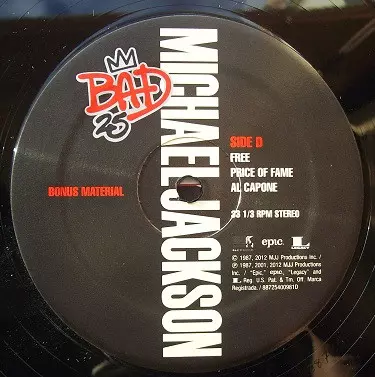 BAD
25
MICHAEL JACKSON
SIDE D
FREE
PRICE OF FAME
AL CAPONE
BONUS MATERIAL
33 1/3 RPM STEREO
epic.
© 1987, 2012 MJJ Productions Inc. /
℗ 1987, 2001, 2012 MJJ Productions
Inc. / "Epic," epic, "Legacy" and
L Reg. U.S. Pat. & Tm. Off. Marca
Registrada. / 88725400961D